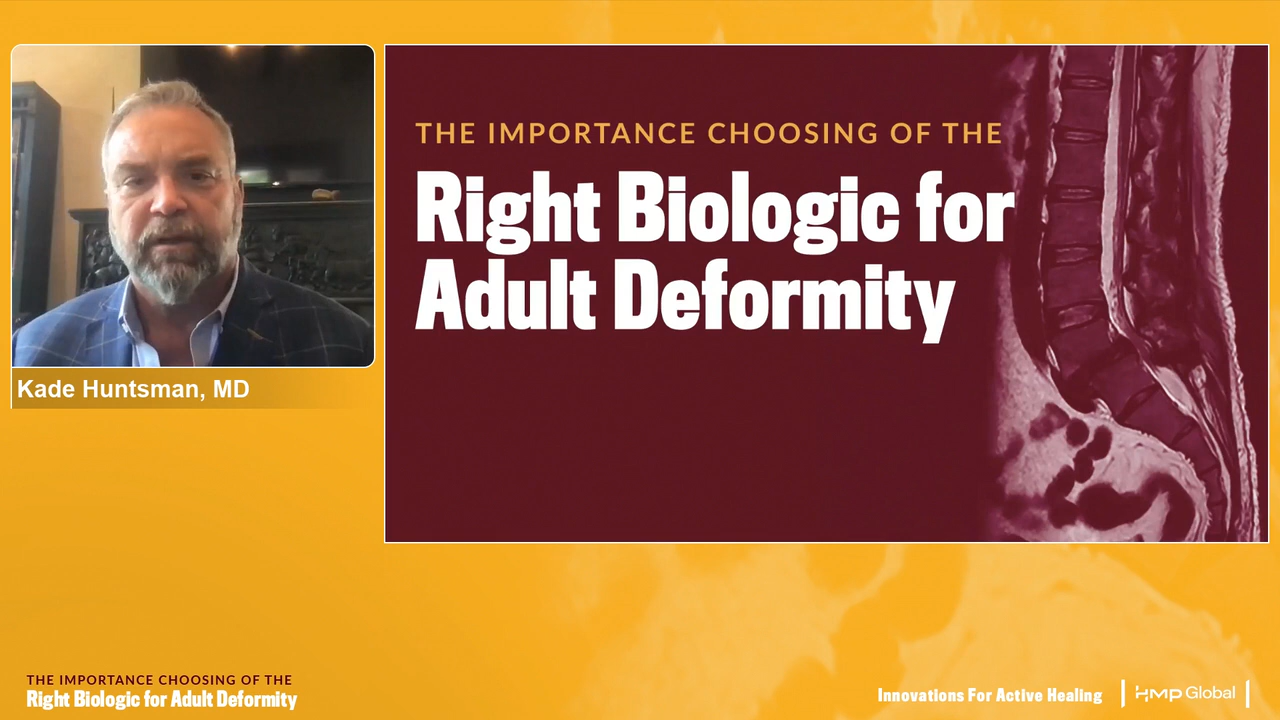 Kade Huntsman, MD
THE IMPORTANCE CHOOSING OF THE
Right Biologic for
Adult Deformity
THE IMPORTANCE CHOOSING OF THE
Right Biologic for Adult Deformity
Innovations For Active Healing
HMP Global